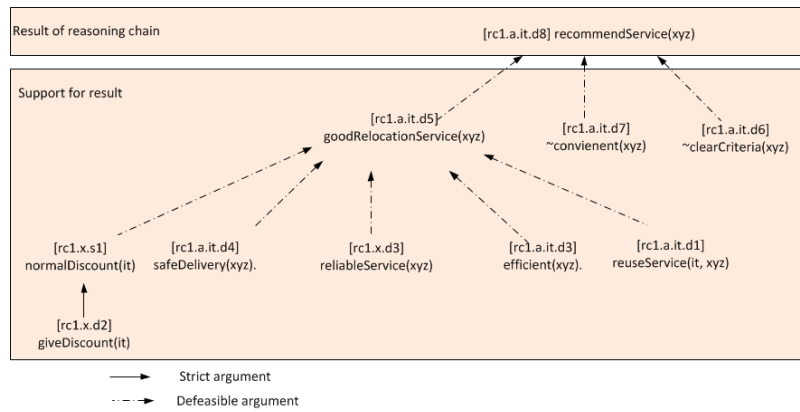 Result of reasoning chain
[rc1.a.it.d8] recommendService(xyz)
Support for result
[rc1.a.it.d5]
goodRelocationService(xyz)
[rc1.a.it.d7]
~convienent(xyz)
[rc1.a.it.d6]
~clearCriteria(xyz)
[rc1.x.s1]
normalDiscount(it)
[rc1.a.it.d4]
safeDelivery(xyz).
[rc1.x.d3]
reliableService(xyz)
[rc1.a.it.d3]
efficient(xyz).
[rc1.a.it.d1]
reuseService(it, xyz)
[rc1.x.d2]
giveDiscount(it)
Strict argument
Defeasible argument